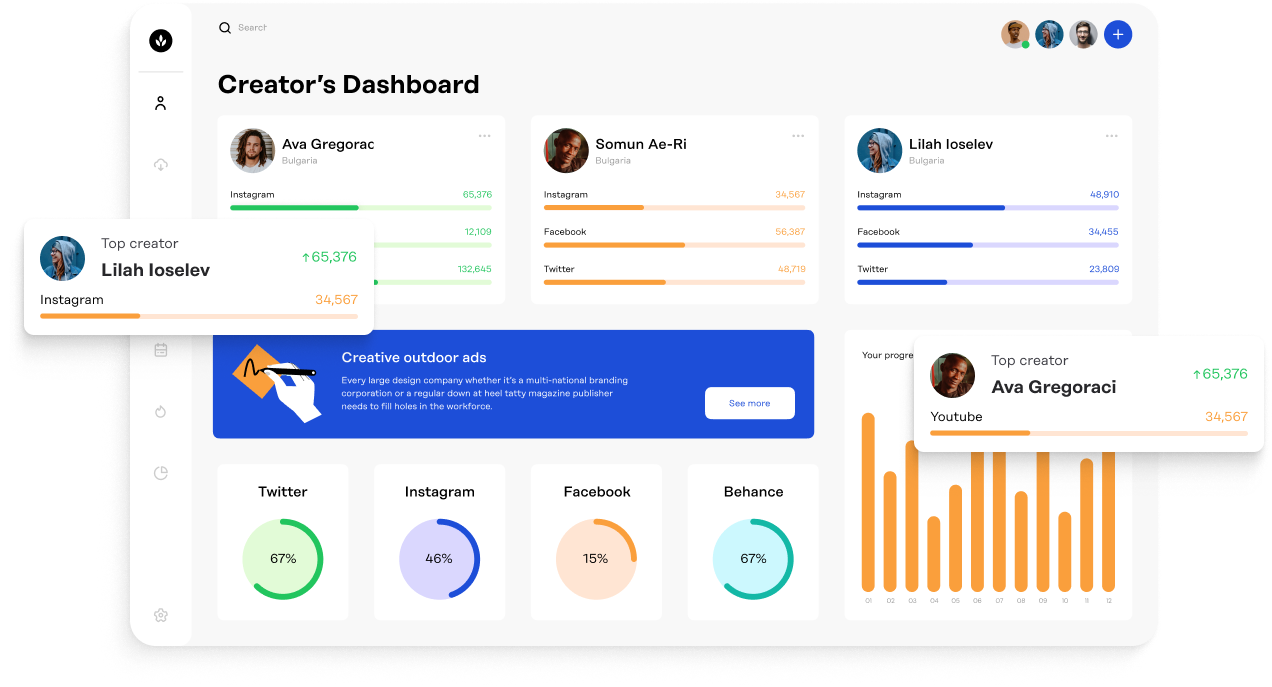 Search
Creator's Dashboard
Ava Gregorac
Bulgaria
Instagram 65,376
12,109
132,645
Somun Ae-Ri
Bulgaria
Instagram 34,567
Facebook 56,387
Twitter 48,719
Lilah Ioselev
Bulgaria
Instagram 48,910
Facebook 34,455
Twitter 23,809
Top creator
Lilah Ioselev
↑65,376
Instagram 34,567
Creative outdoor ads
Every large design company whether it's a multi-national branding
corporation or a regular down at heel tatty magazine publisher
needs to fill holes in the workforce.
See more
Your progre
Top creator
Ava Gregoraci
↑65,376
Youtube 34,567
Twitter
67%
Instagram
46%
Facebook
15%
Behance
67%
01 02 03 04 05 06 07 08 09 10 11 12